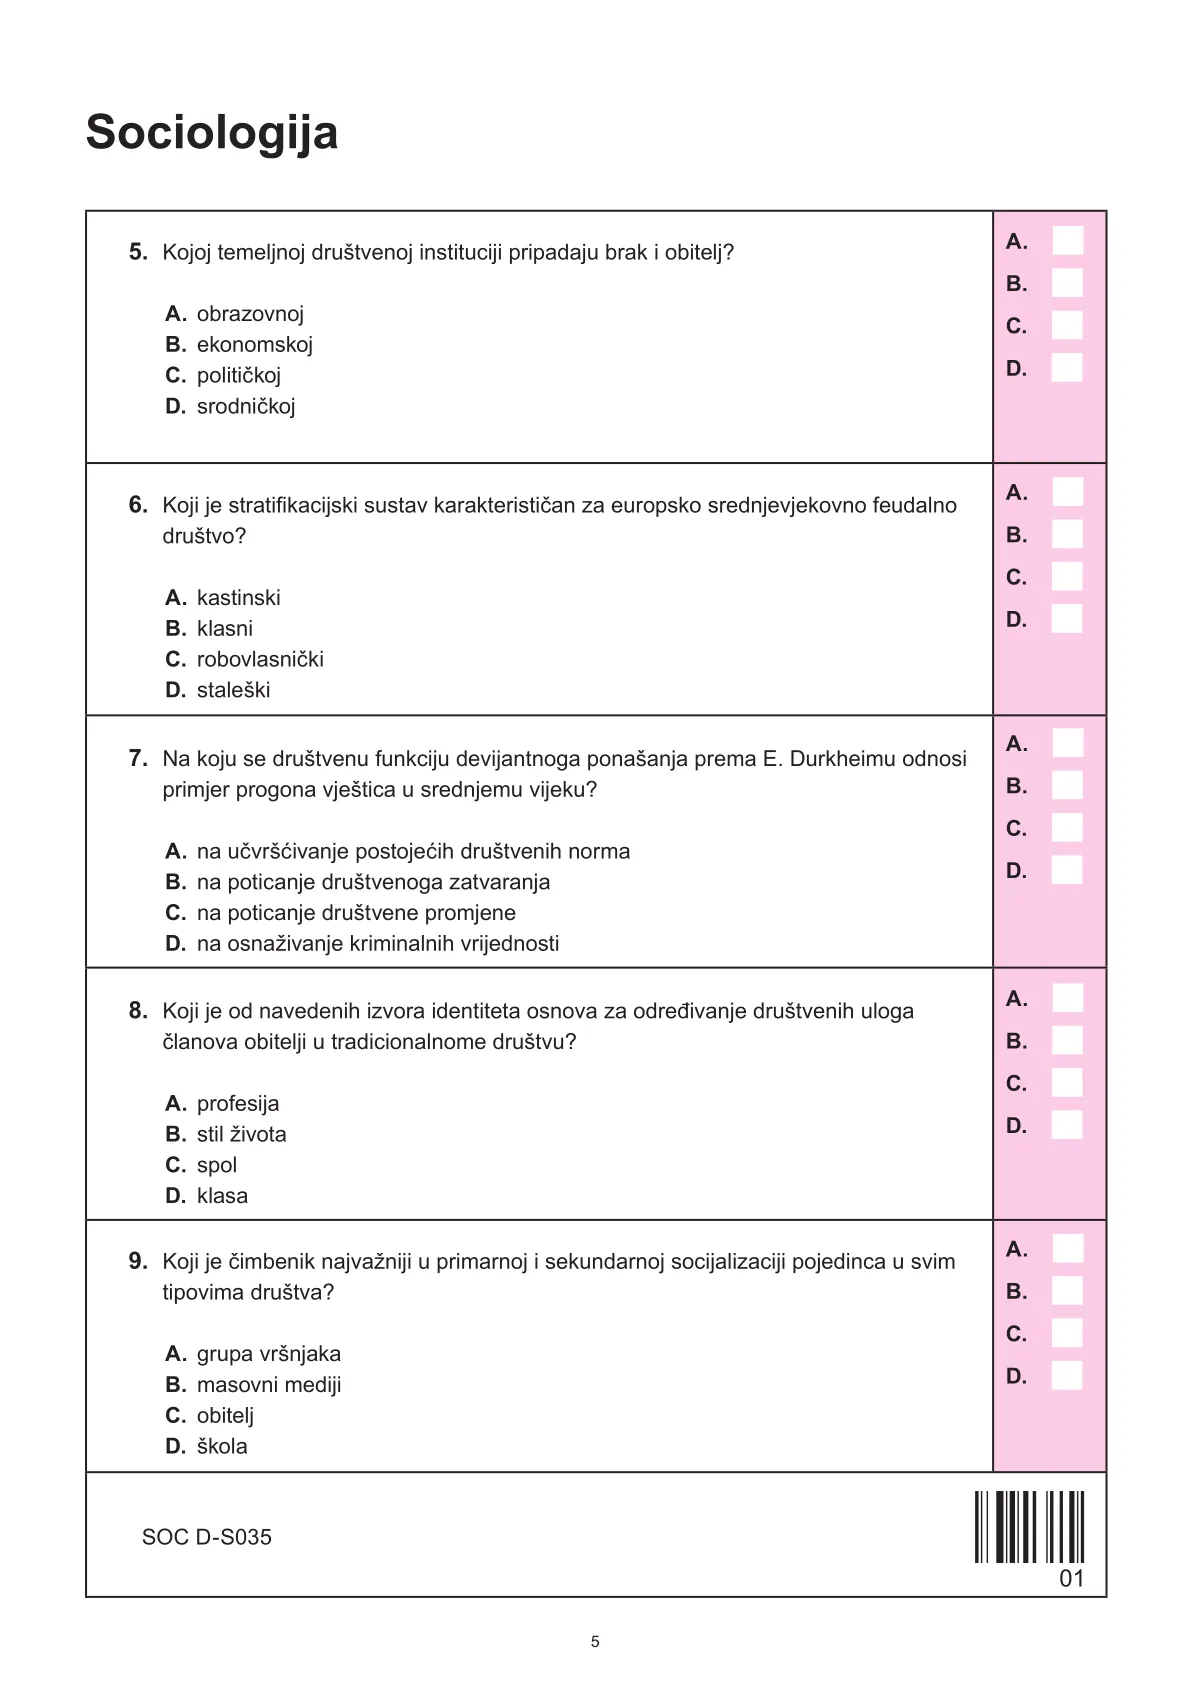 Sociologija
5. Kojoj temeljnoj društvenoj instituciji pripadaju brak i obitelj?
A. obrazovnoj
B. ekonomskoj
C. političkoj
D. srodničkoj
A.
B.
C.
D.
6. Koji je stratifikacijski sustav karakterističan za europsko srednjevjekovno feudalno
društvo?
A. kastinski
B. klasni
C. robovlasnički
D. staleški
A.
B.
C.
D.
7. Na koju se društvenu funkciju devijantnoga ponašanja prema E. Durkheimu odnosi
primjer progona vještica u srednjemu vijeku?
A. na učvršćivanje postojećih društvenih norma
B. na poticanje društvenoga zatvaranja
C. na poticanje društvene promjene
D. na osnaživanje kriminalnih vrijednosti
A.
B.
C.
D.
8. Koji je od navedenih izvora identiteta osnova za određivanje društvenih uloga
članova obitelji u tradicionalnome društvu?
A. profesija
B. stil života
C. spol
D. klasa
A.
B.
C.
D.
9. Koji je čimbenik najvažniji u primarnoj i sekundarnoj socijalizaciji pojedinca u svim
tipovima društva?
A. grupa vršnjaka
B. masovni mediji
C. obitelj
D. škola
A.
B.
C.
D.
SOC D-S035
01
5